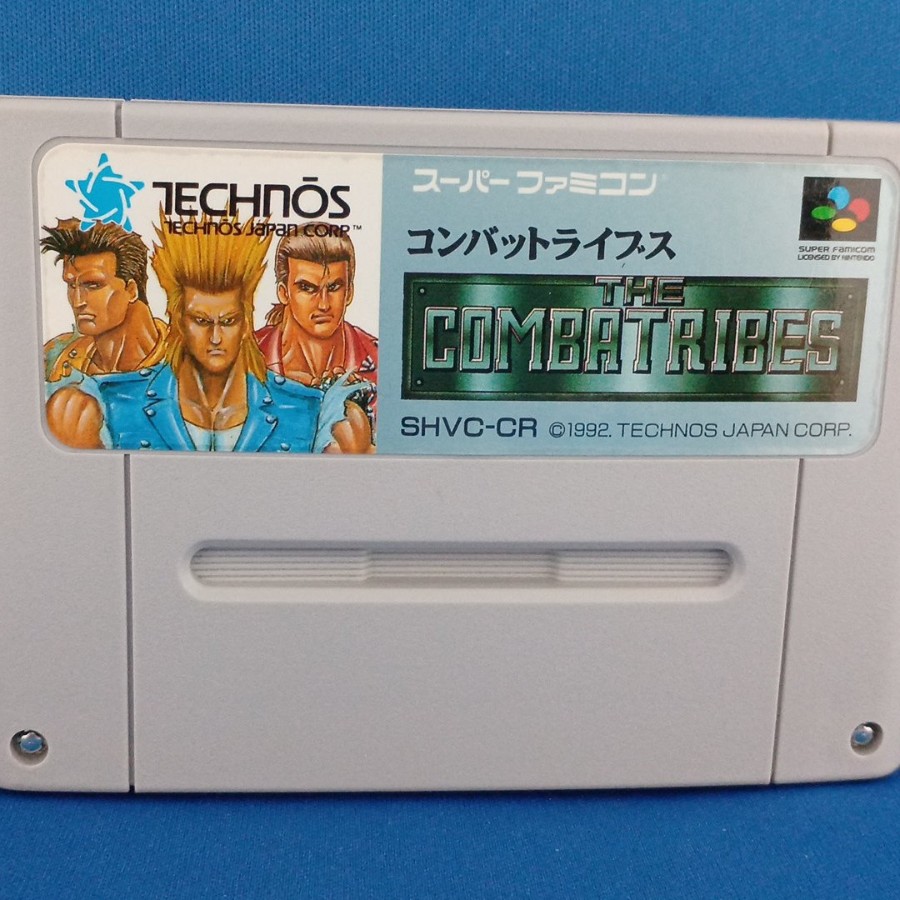 TECHNŌS
TECHNŌS JAPAN CORP™
スーパーファミコン
コンバットライブス
SUPER FAMICOM
LICENSED BY NINTENDO
THE
COMBATRIBES
SHVC-CR ©1992. TECHNOS JAPAN CORP.